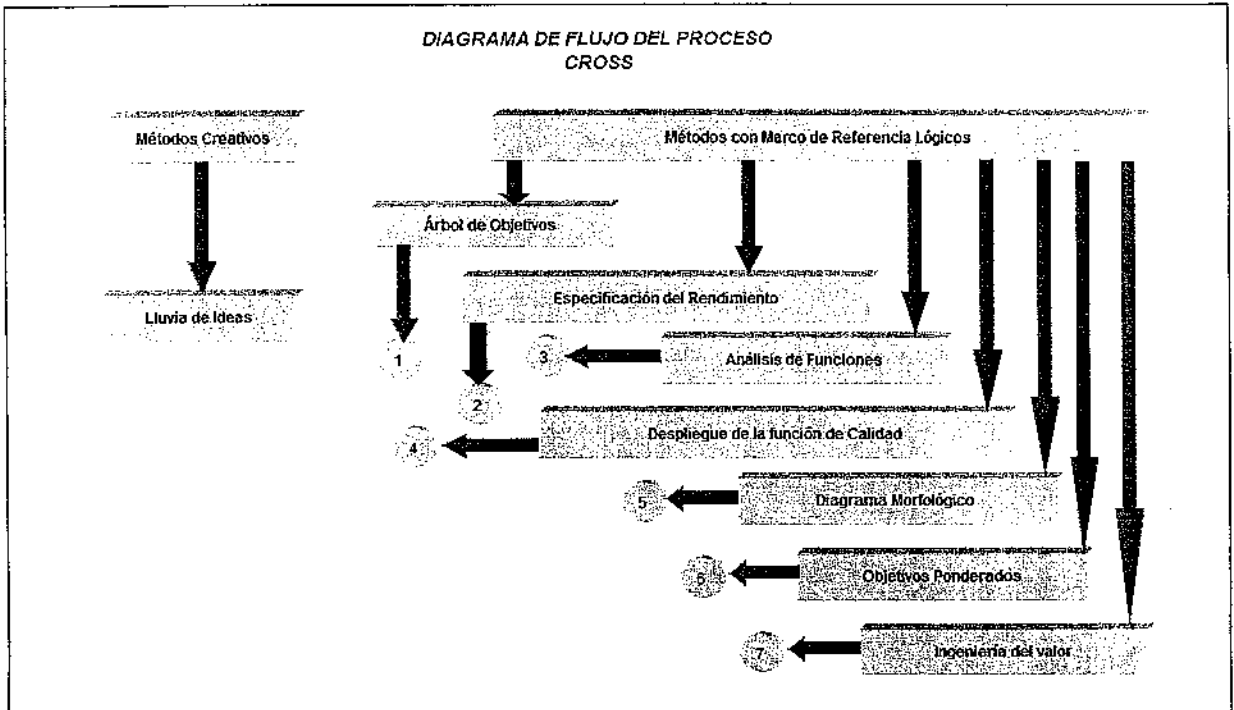 DIAGRAMA DE FLUJO DEL PROCESO
CROSS
Métodos Creativos
Métodos con Marco de Referencia Lógicos
Árbol de Objetivos
Especificación del Rendimiento
Lluvia de Ideas
1
3
Análisis de Funciones
2
4
Despliegue de la función de Calidad
5
Diagrama Morfológico
6
Objetivos Ponderados
7
Ingeniería del valor